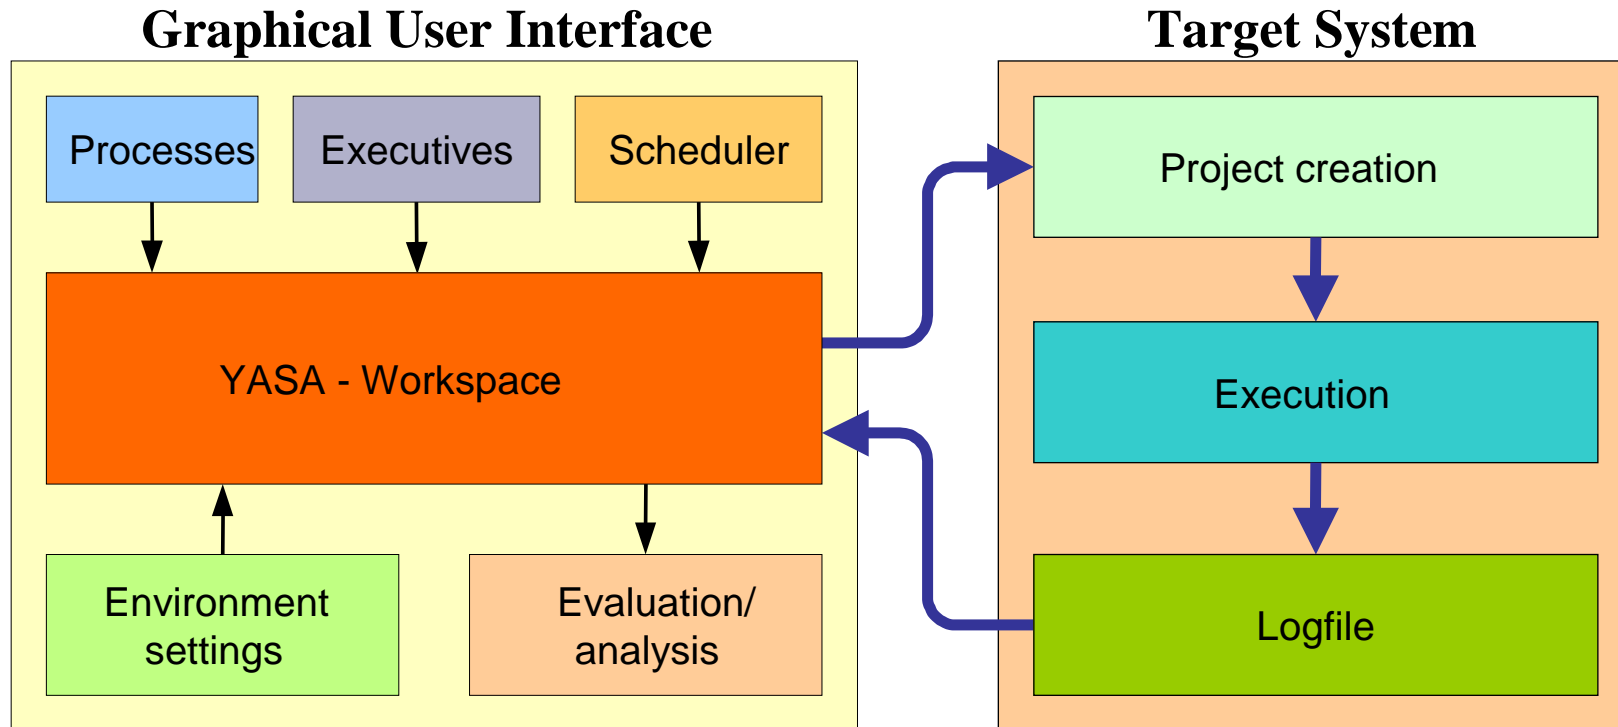 Graphical User Interface
Target System
Processes
Executives
Scheduler
Project creation
YASA - Workspace
Execution
Environment
settings
Evaluation/
analysis
Logfile